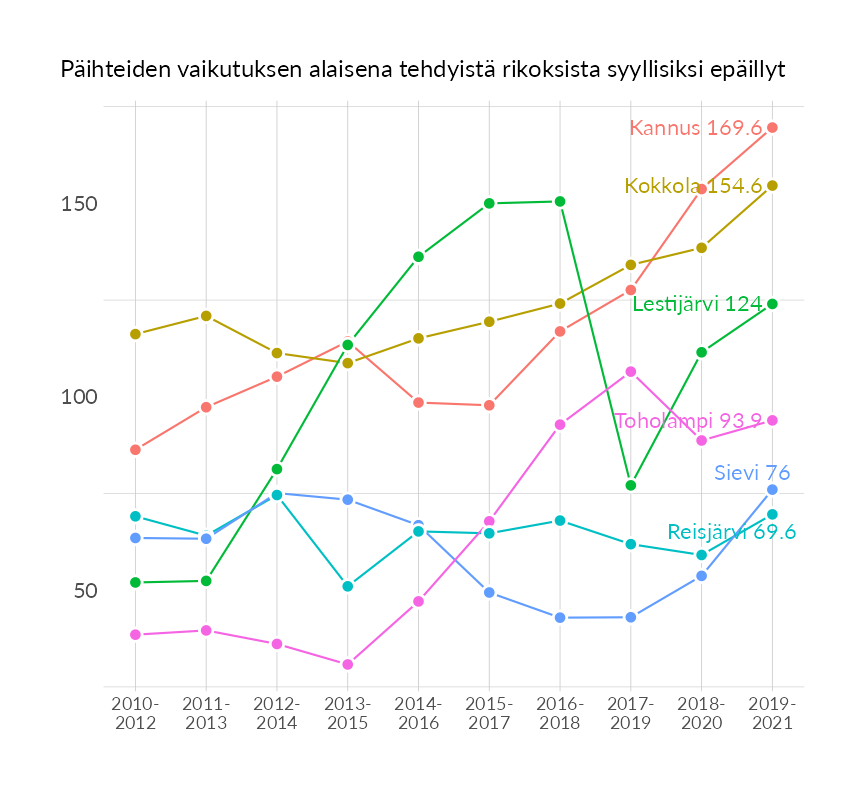 Päihteiden vaikutuksen alaisena tehdyistä rikoksista syyllisiksi epäillyt
Kannus 169.6
Kokkola 154.6
150
Lestijärvi 124
100
Toholampi 93.9
Sievi 76
Reisjärvi 69.6
50
2010- 2011- 2012- 2013- 2014- 2015- 2016- 2017- 2018- 2019-
2012 2013 2014 2015 2016 2017 2018 2019 2020 2021